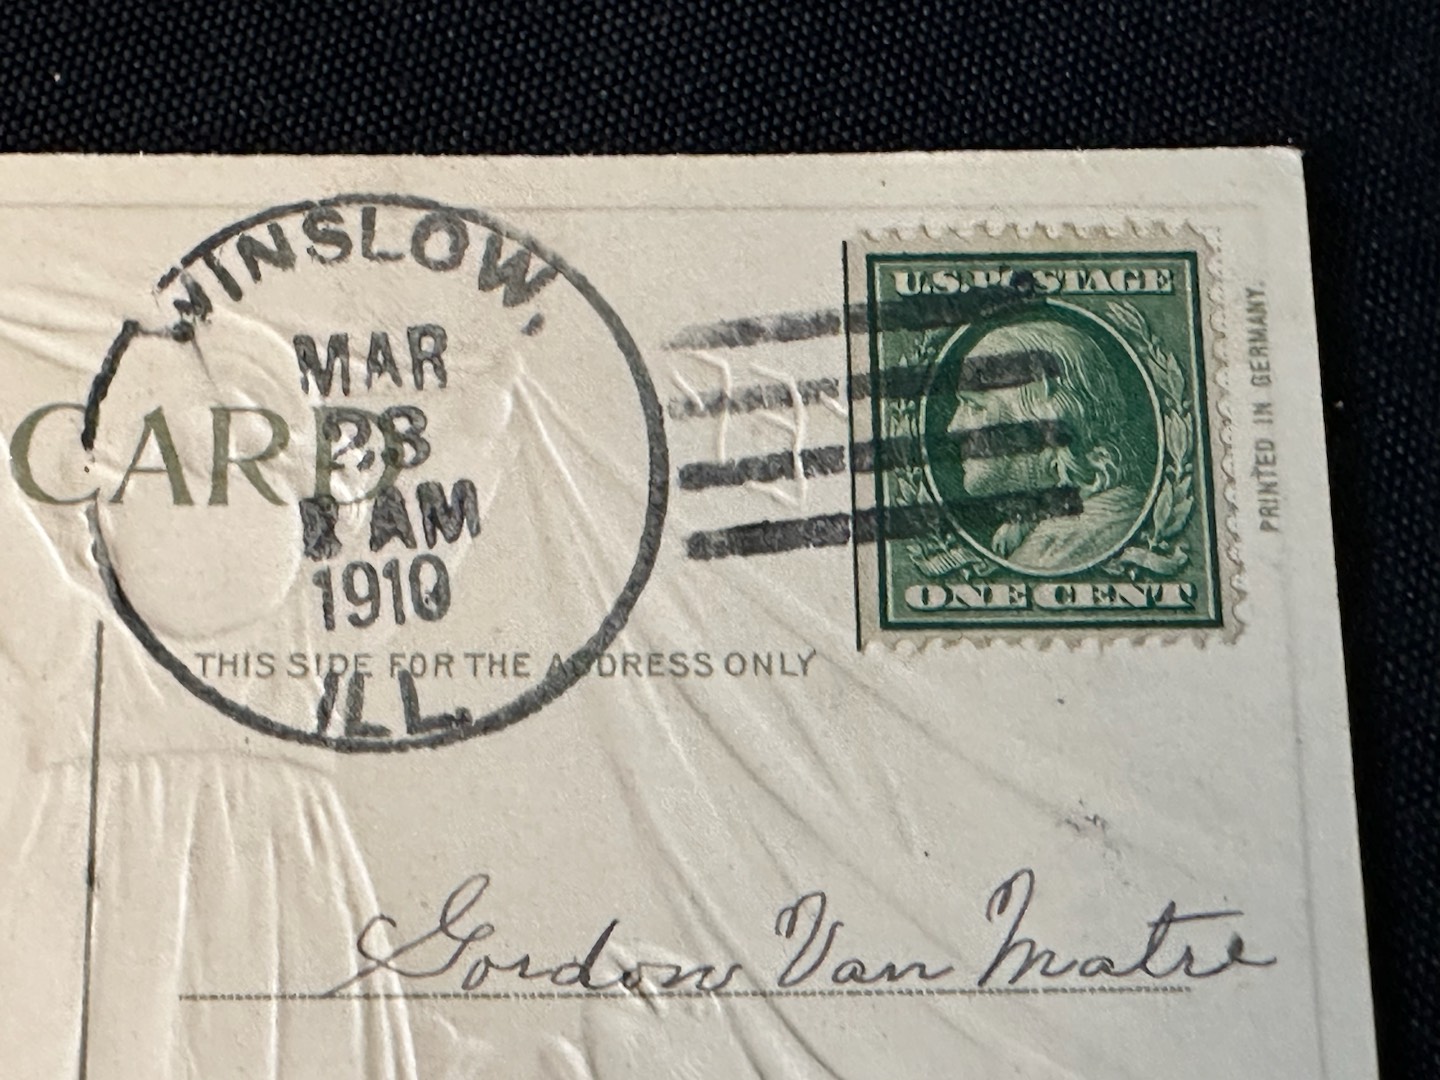 WINSLOW,
MAR
28
AM
1910
ILL.
CARD
THIS SIDE FOR THE ADDRESS ONLY
U.S. POSTAGE
ONE CENT
PRINTED IN GERMANY.
Gordon Van Matre